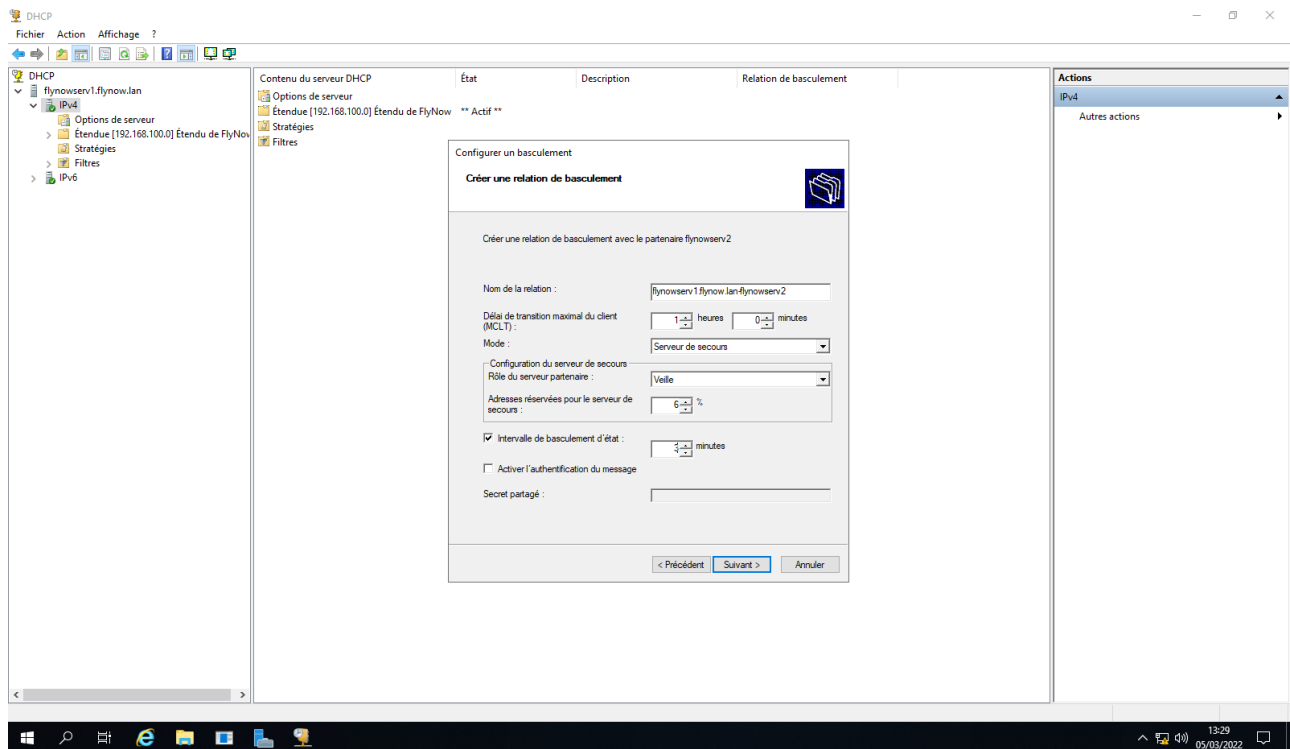 DHCP
Fichier Action Affichage ?
DHCP
flynowserv1.flynow.lan
IPv4
Options de serveur
Étendue [192.168.100.0] Étendu de FlyNov
Stratégies
Filtres
IPv6
Contenu du serveur DHCP État Description Relation de basculement
Options de serveur
Étendue [192.168.100.0] Étendu de FlyNow ** Actif **
Stratégies
Filtres
Actions
IPv4
Autres actions
Configurer un basculement
Créer une relation de basculement
Créer une relation de basculement avec le partenaire flynowserv2
Nom de la relation : flynowserv1.flynow.lan-flynowserv2
Délai de transition maximal du client
(MCLT) : 1 heures 0 minutes
Mode : Serveur de secours
Configuration du serveur de secours
Rôle du serveur partenaire : Veille
Adresses réservées pour le serveur de
secours : 6 %
Intervalle de basculement d'état : 3 minutes
Activer l'authentification du message
Secret partagé :
< Précédent Suivant > Annuler
13:29
05/03/2022